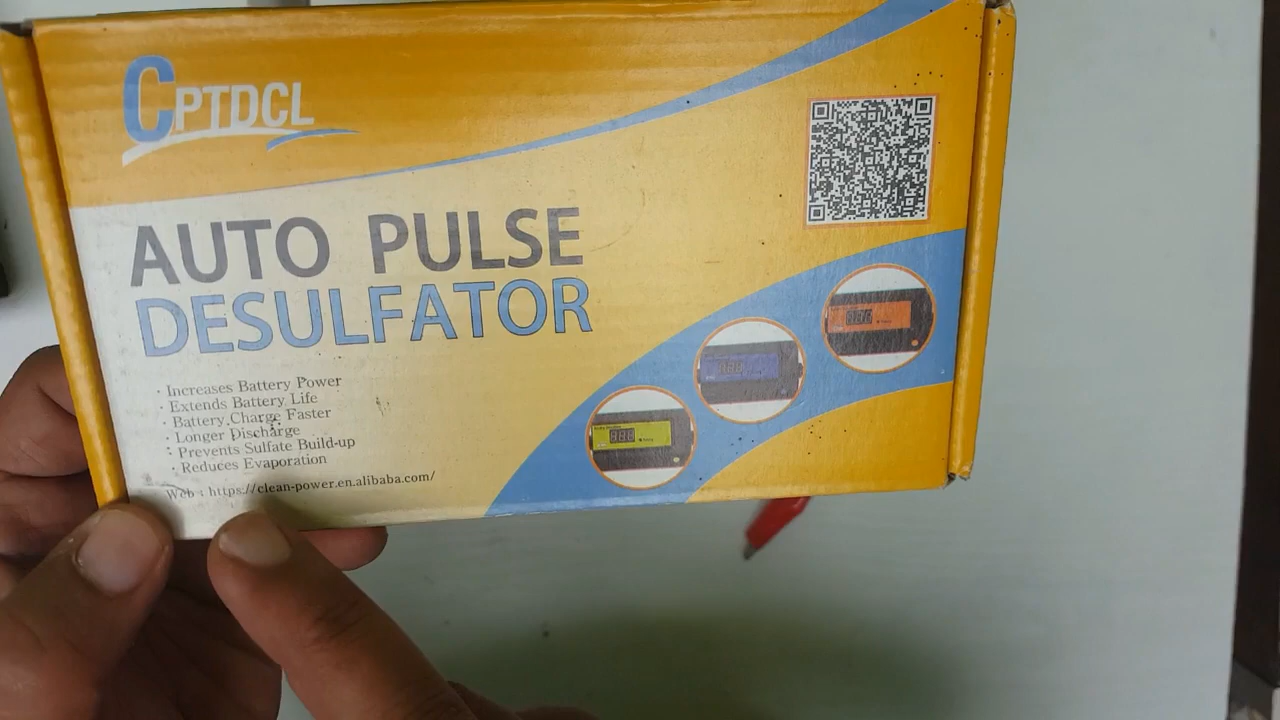 CPTDCL
AUTO PULSE
DESULFATOR
· Increases Battery Power
· Extends Battery Life
· Battery Charge Faster
· Longer Discharge
· Prevents Sulfate Build-up
· Reduces Evaporation
Web : https://clean-power.en.alibaba.com/